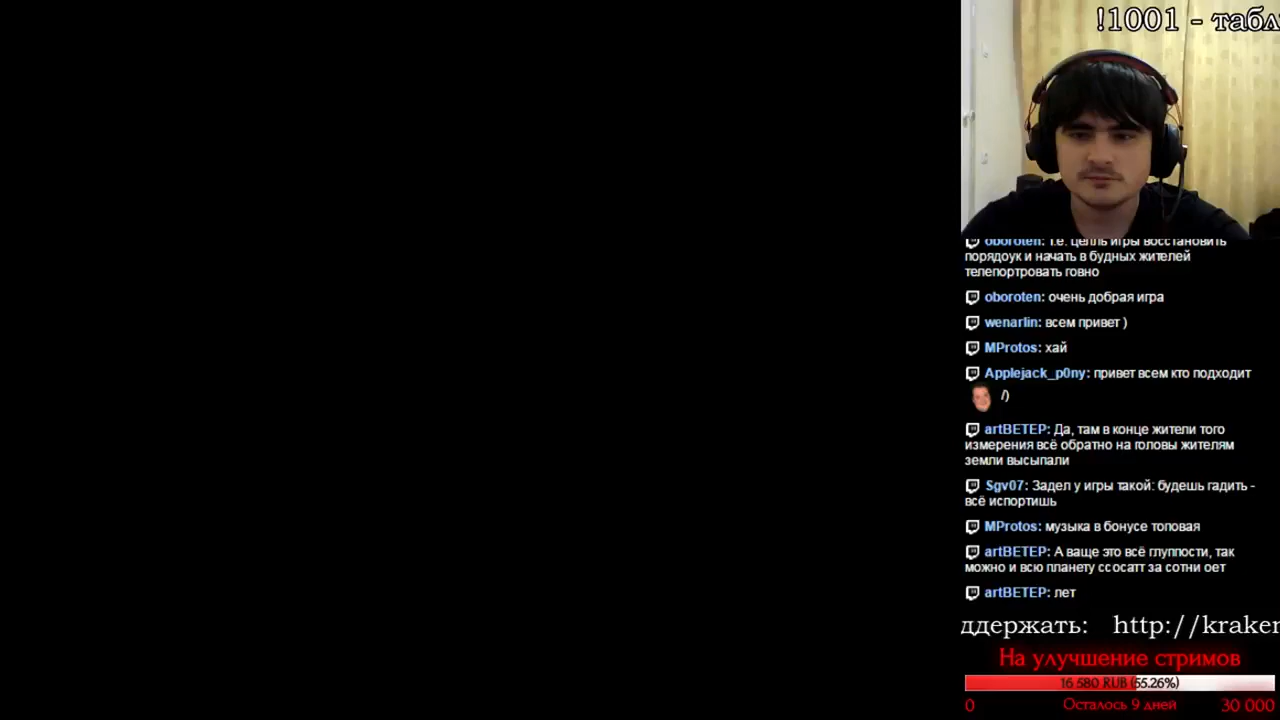 !1001 - табл
oboroten: т.е. цепль игры восстановить
порядоук и начать в будных жителей
телепортровать говно
oboroten: очень добрая игра
wenarlin: всем привет )
MProtos: хай
Applejack_p0ny: привет всем кто подходит
/)
artBETEP: Да, там в конце жители того
измерения всё обратно на головы жителям
земли высыпали
Sgv07: Задел у игры такой: будешь гадить -
всё испортишь
MProtos: музыка в бонусе топовая
artBETEP: А ваще это всё глуппости, так
можно и всю планету ссосатт за сотни оет
artBETEP: лет
ддержать: http://kraken
На улучшение стримов
16 580 RUB (55.26%)
0 Осталось 9 дней 30 000